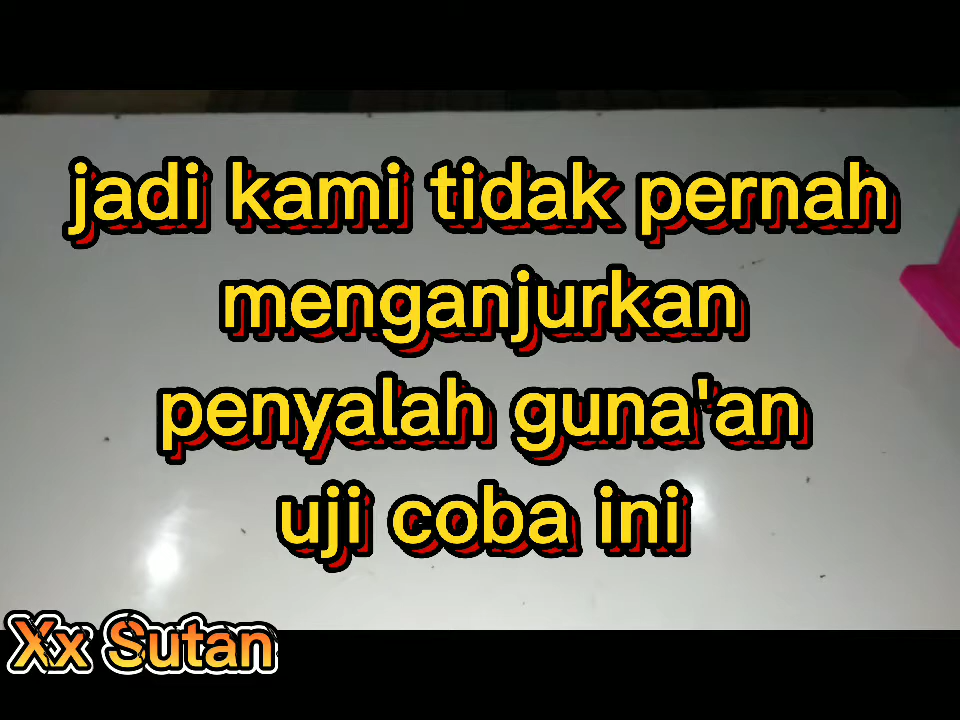 jadi kami tidak pernah
menganjurkan
penyalah guna'an
uji coba ini
Xx Sutan